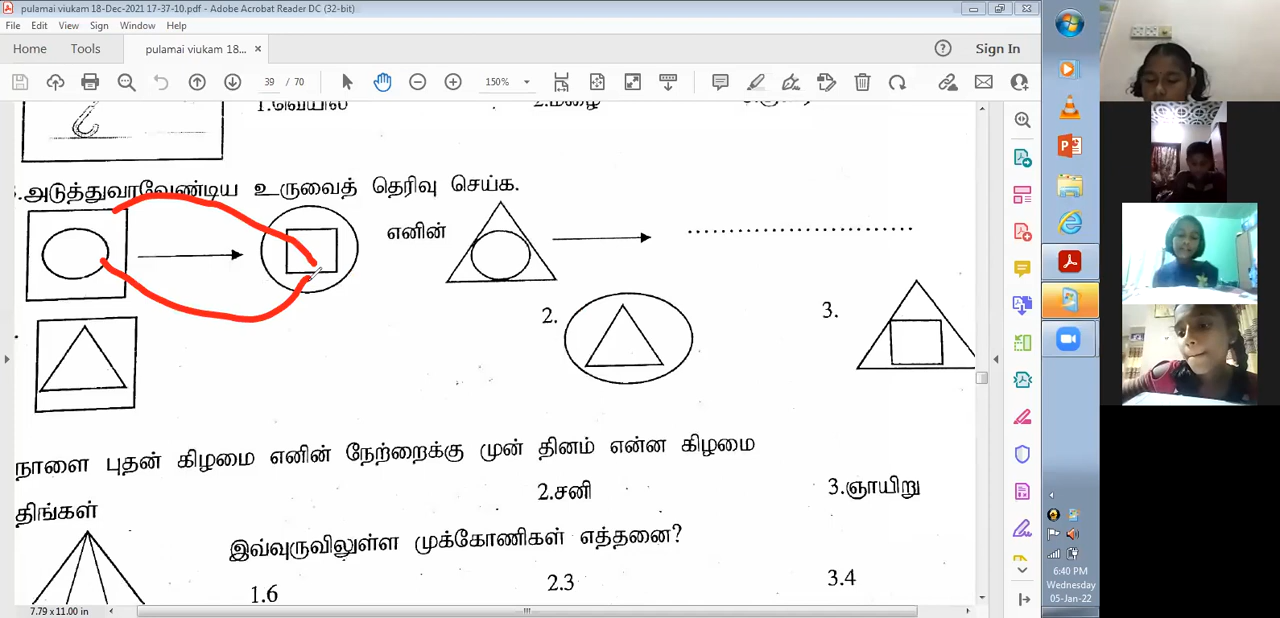 pulamai viukam 18-Dec-2021 17-37-10.pdf - Adobe Acrobat Reader DC (32-bit)
File Edit View Sign Window Help
Home Tools pulamai viukam 18... × Sign In
39 / 70 150%
அடுத்துவரவேண்டிய உருவைத் தெரிவு செய்க.
எனின்
2. 3.
நாளை புதன் கிழமை எனின் நேற்றைக்கு முன் தினம் என்ன கிழமை
திங்கள் 2.சனி 3.ஞாயிறு
இவ்வுருவிலுள்ள முக்கோணிகள் எத்தனை?
1.6 2.3 3.4
7.79 x 11.00 in
6:40 PM
Wednesday
05-Jan-22